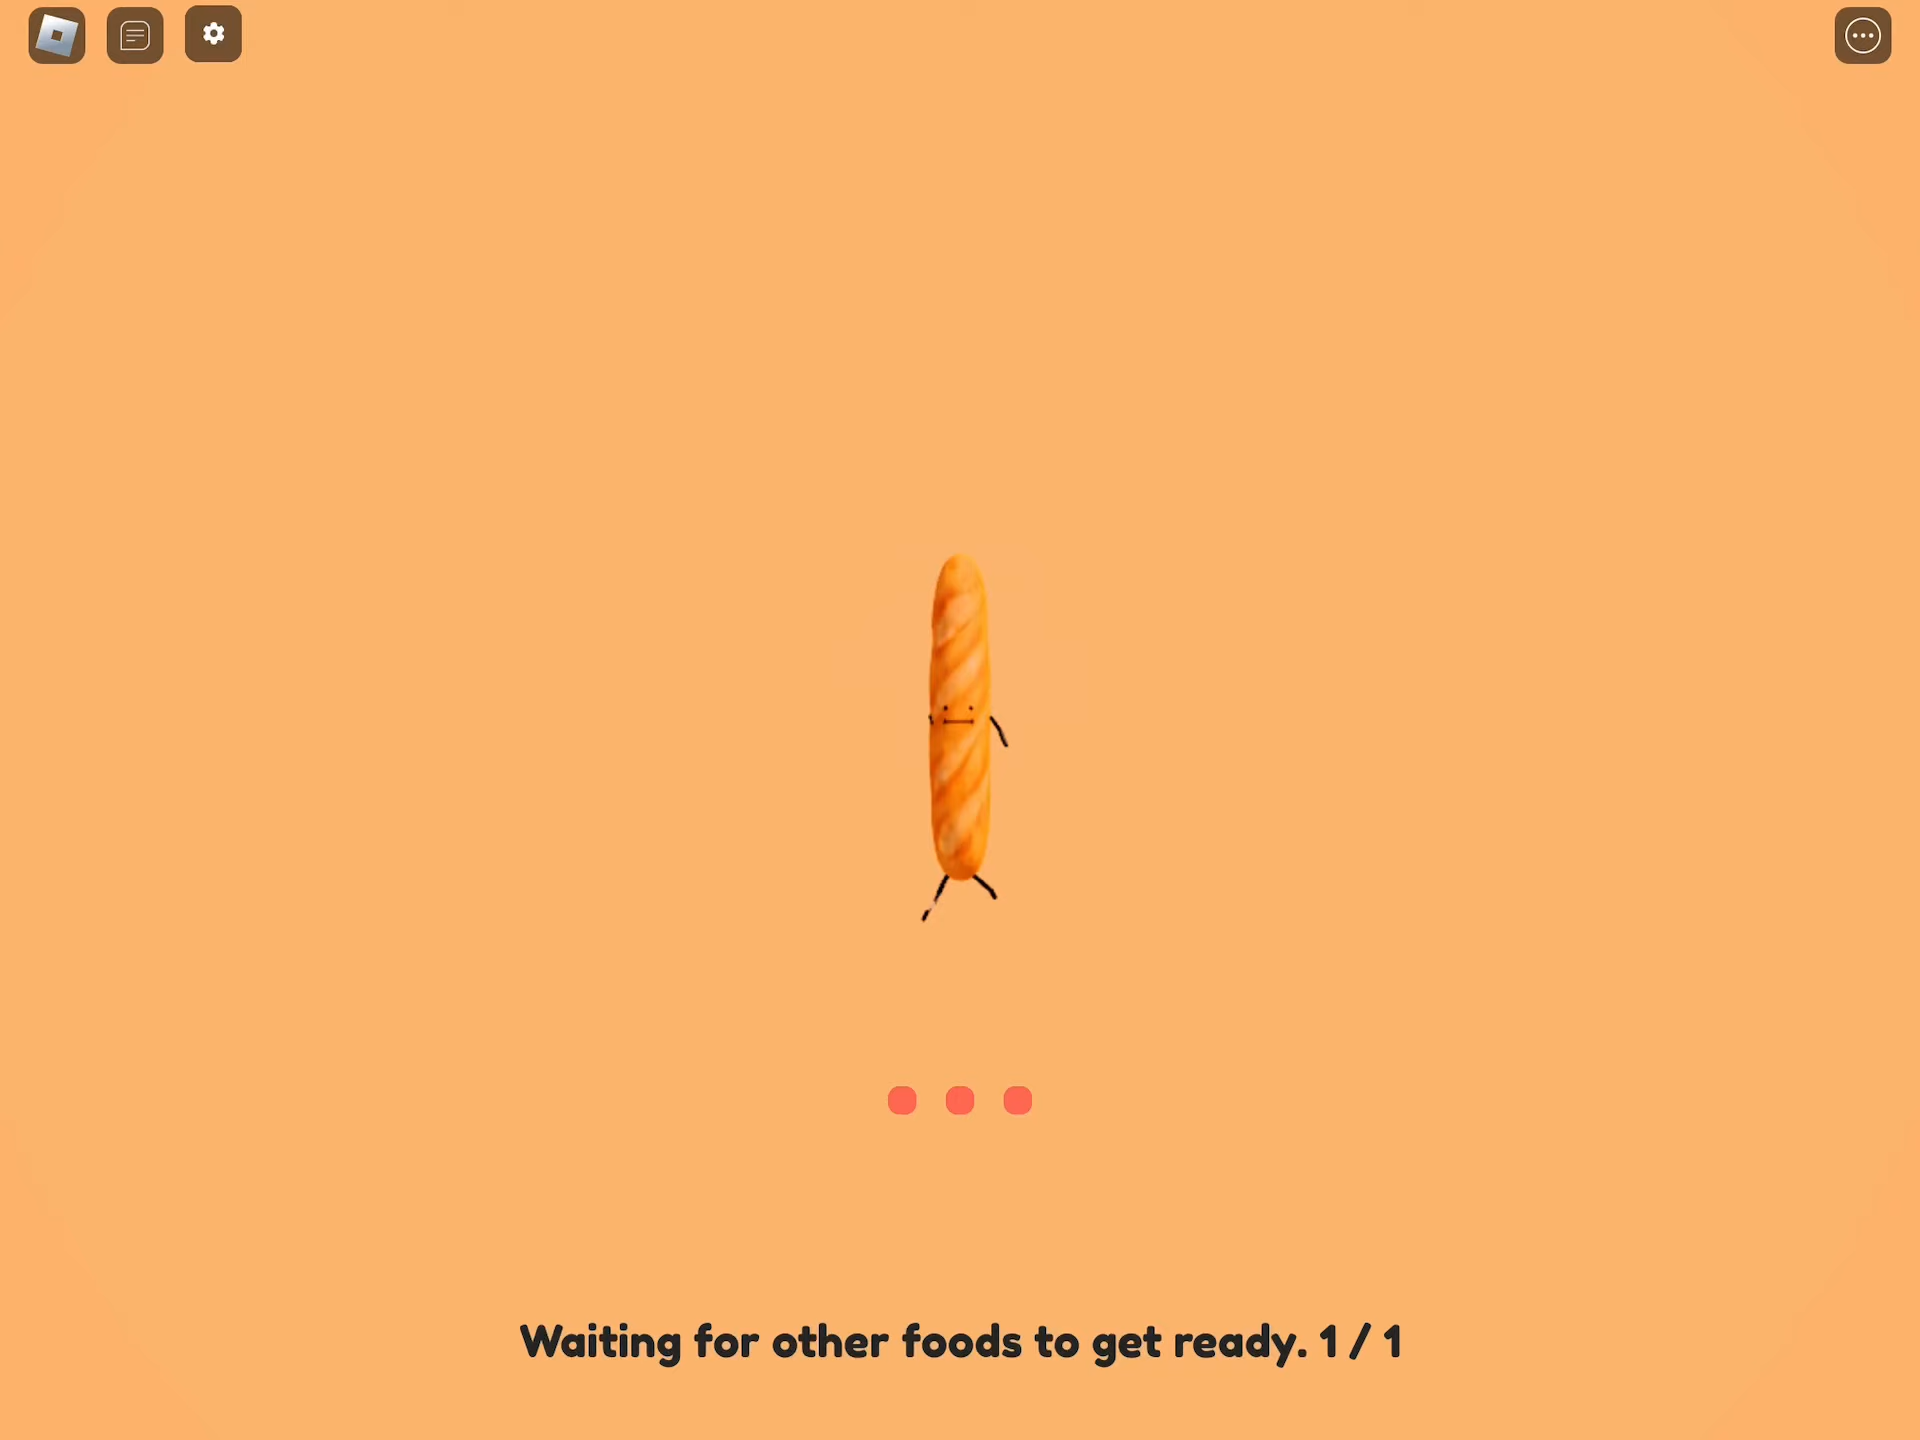 Waiting for other foods to get ready. 1 / 1